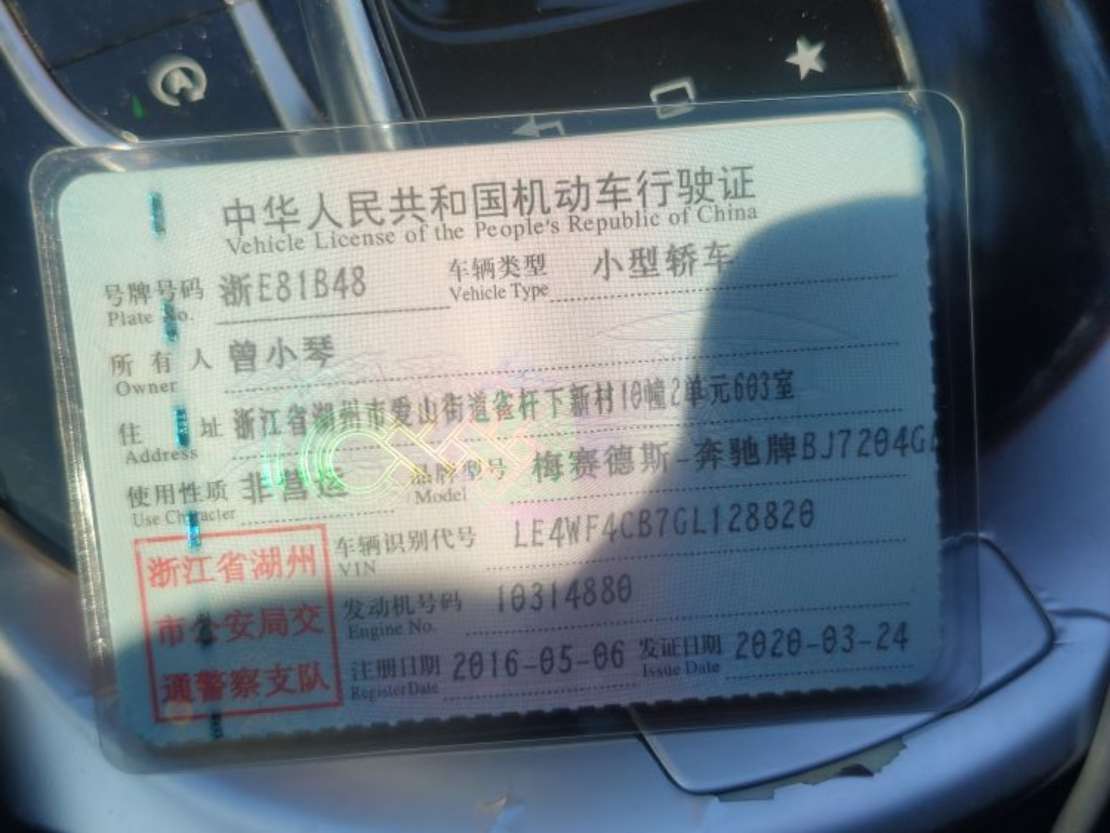 中华人民共和国机动车行驶证
Vehicle License of the People's Republic of China
号牌号码 浙E81B48 车辆类型 小型轿车
Plate No. Vehicle Type
所有人 曾小琴
Owner
住址 浙江省湖州市爱山街道雀杆下新村10幢2单元603室
Address
使用性质 非营运 品牌型号 梅赛德斯-奔驰牌BJ7204G
Use Character Model
车辆识别代号 LE4WF4CB7GL128820
VIN
发动机号码 10314880
Engine No.
注册日期 2016-05-06 发证日期 2020-03-24
Register Date Issue Date
浙江省湖州
市公安局交
通警察支队